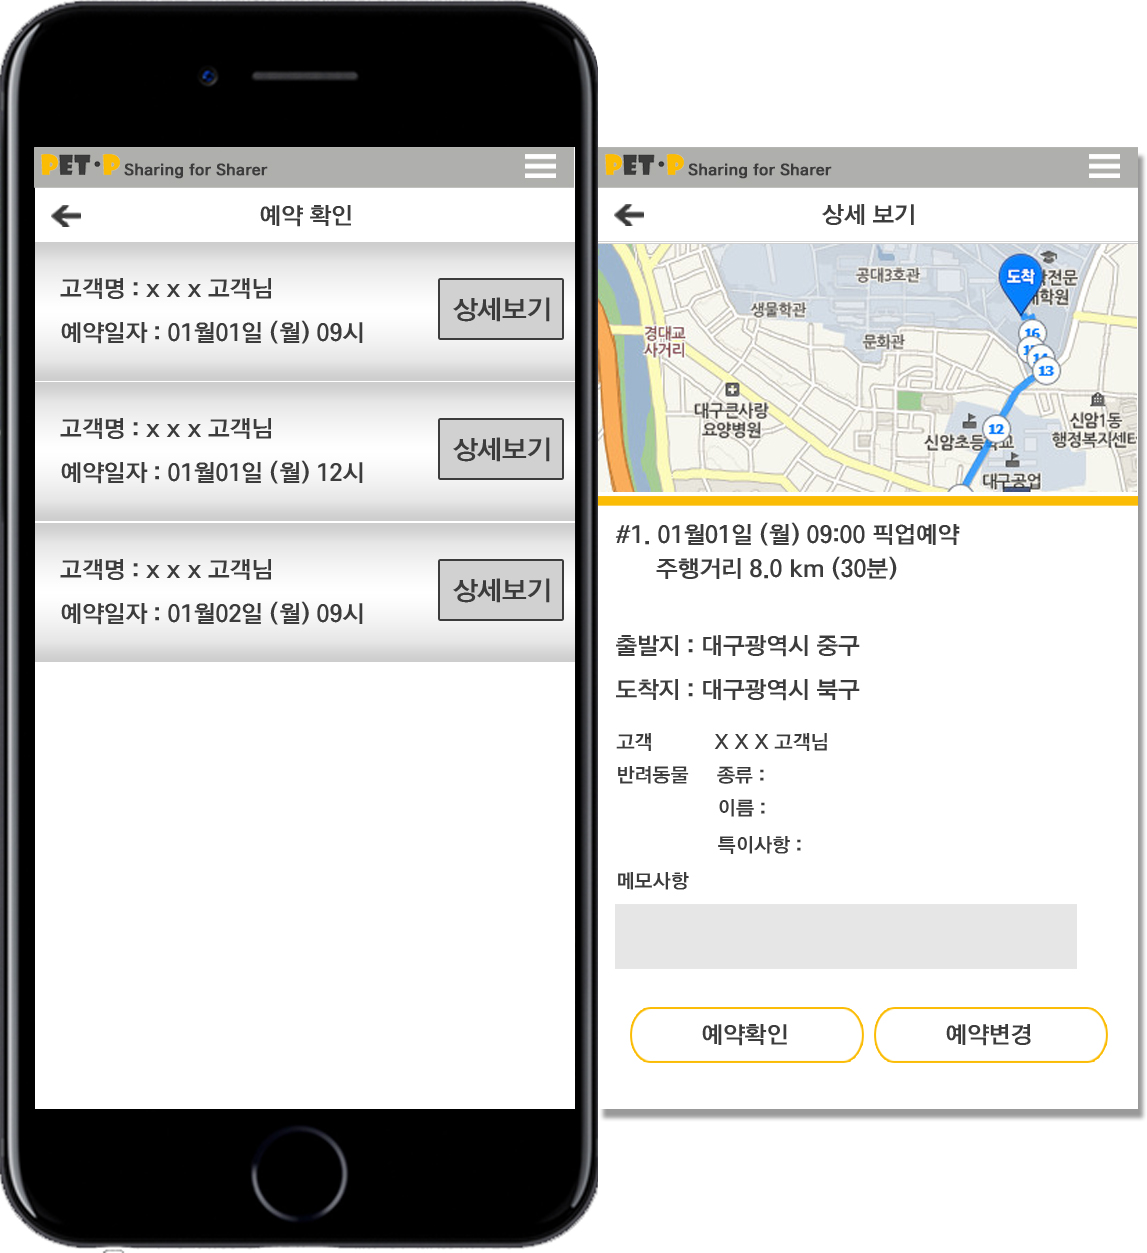 PET·P Sharing for Sharer
예약 확인
고객명 : x x x 고객님
예약일자 : 01월01일 (월) 09시
상세보기
고객명 : x x x 고객님
예약일자 : 01월01일 (월) 12시
상세보기
고객명 : x x x 고객님
예약일자 : 01월02일 (월) 09시
상세보기
PET·P Sharing for Sharer
상세 보기
공대3호관
도착
전문
대학원
생물학관
경대교
사거리
문화관
16
14
13
대구큰사랑
요양병원
12
신암초등학교
신암1동
행정복지센터
대구공업
#1. 01월01일 (월) 09:00 픽업예약
주행거리 8.0 km (30분)
출발지 : 대구광역시 중구
도착지 : 대구광역시 북구
고객 X X X 고객님
반려동물 종류 :
이름 :
특이사항 :
메모사항
예약확인
예약변경